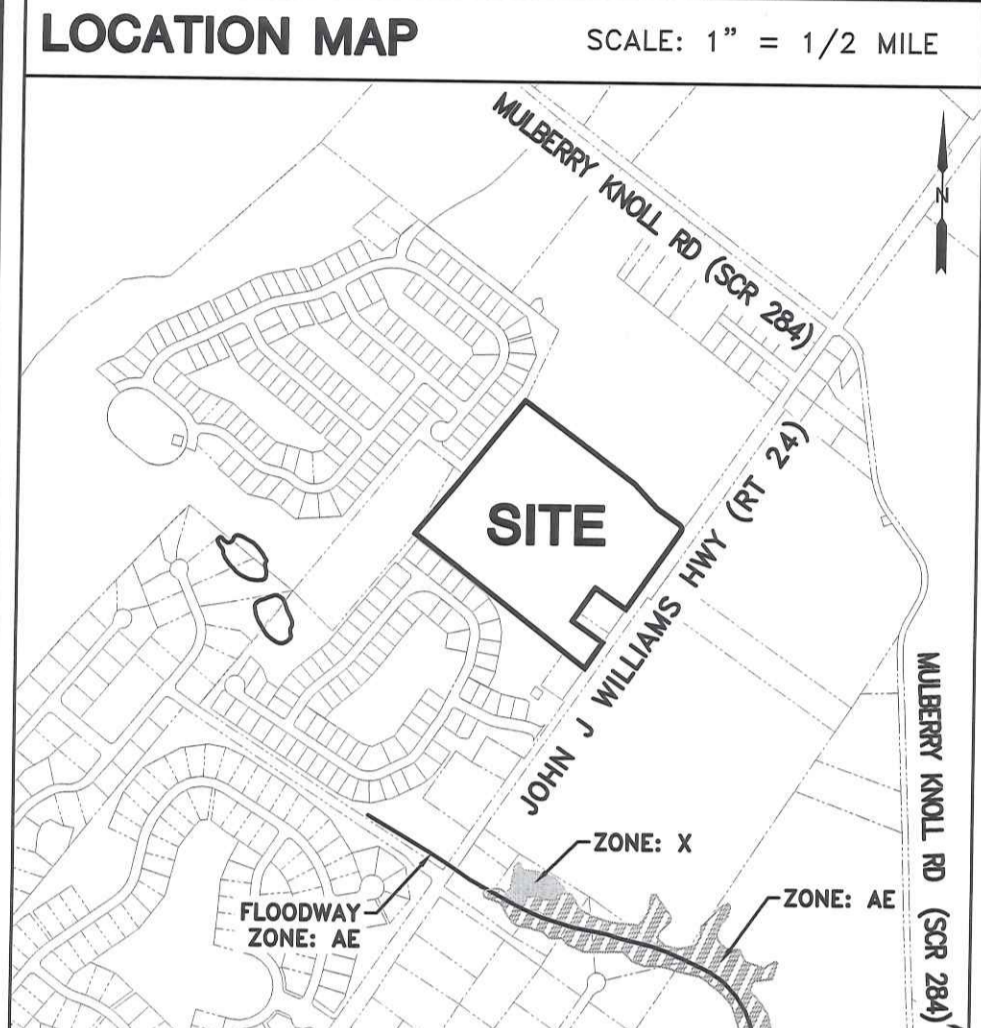 LOCATION MAP
SCALE: 1" = 1/2 MILE
MULBERRY KNOLL RD (SCR 284)
N
SITE
JOHN J WILLIAMS HWY (RT 24)
MULBERRY KNOLL RD (SCR 284)
ZONE: X
ZONE: AE
FLOODWAY
ZONE: AE